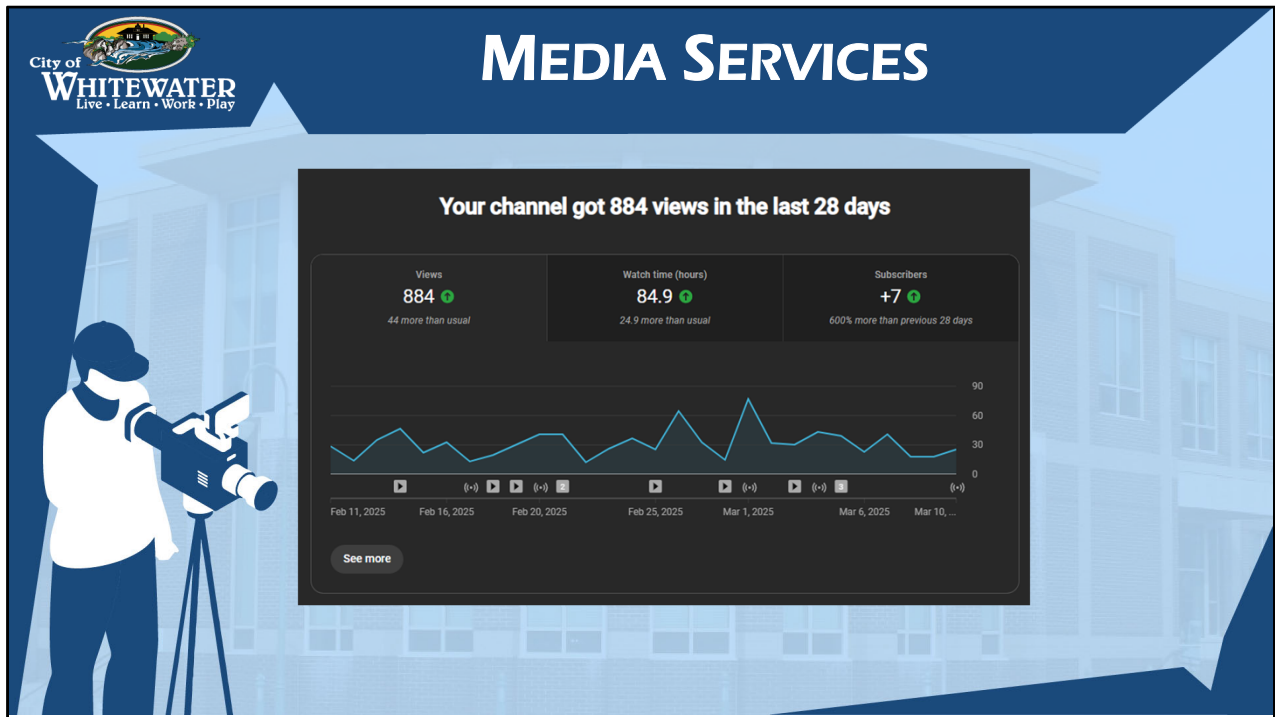 City of
WHITEWATER
Live • Learn • Work • Play
MEDIA SERVICES
Your channel got 884 views in the last 28 days
Views
884
44 more than usual
Watch time (hours)
84.9
24.9 more than usual
Subscribers
+7
600% more than previous 28 days
90
60
30
0
2
3
Feb 11, 2025 Feb 16, 2025 Feb 20, 2025 Feb 25, 2025 Mar 1, 2025 Mar 6, 2025 Mar 10, ...
See more